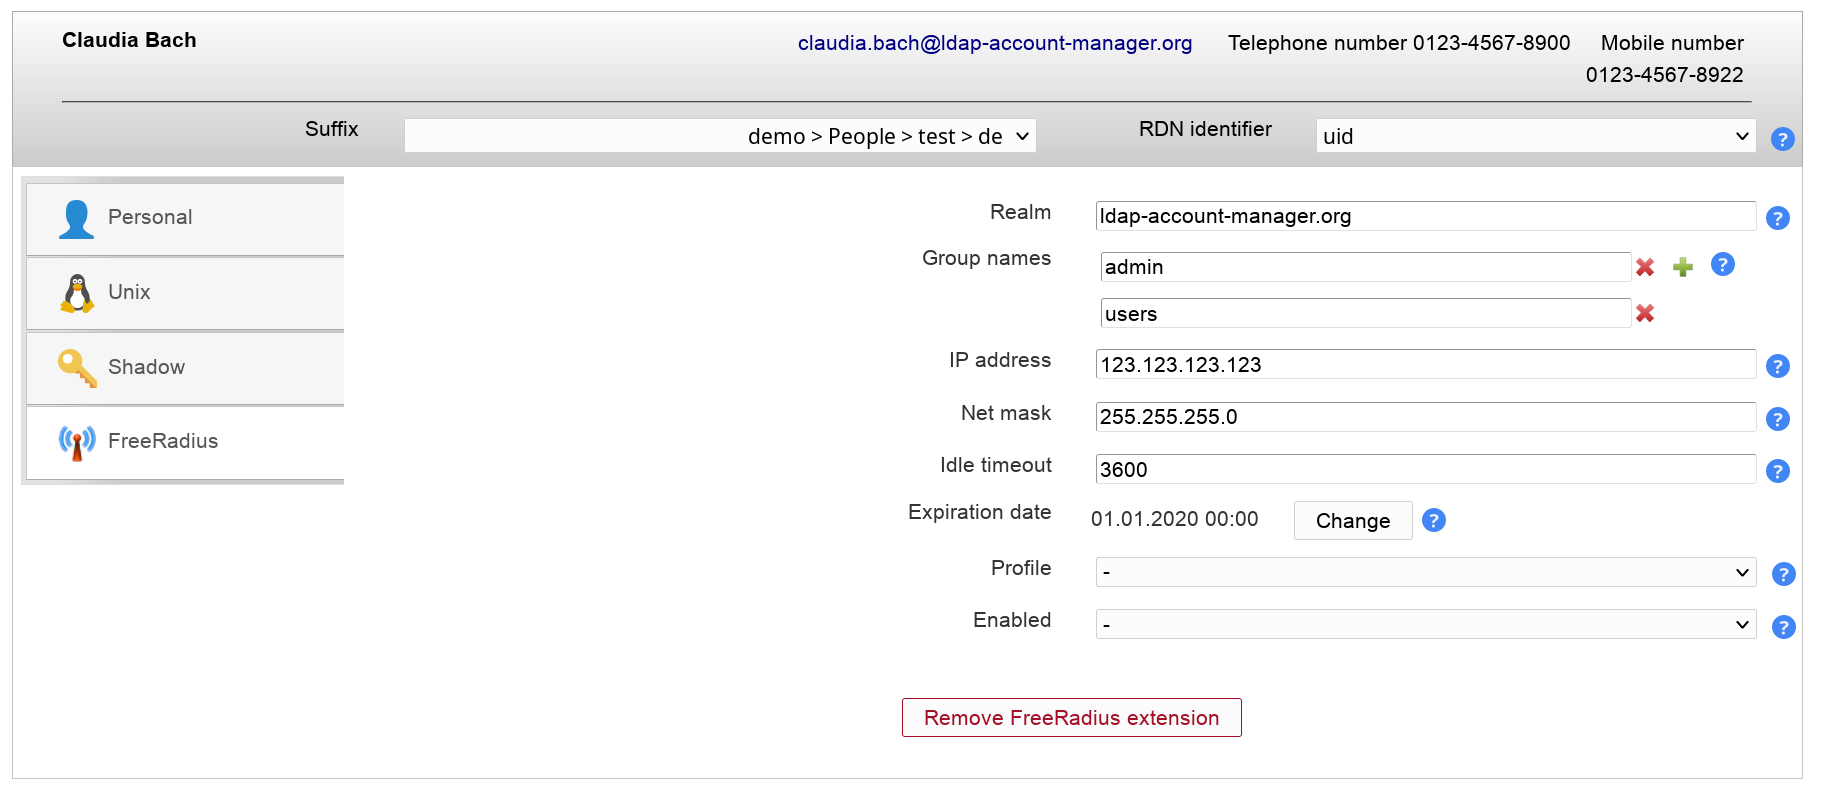 Claudia Bach
claudia.bach@ldap-account-manager.org Telephone number 0123-4567-8900 Mobile number
0123-4567-8922
Suffix demo > People > test > de RDN identifier uid ?
Personal
Unix
Shadow
FreeRadius
Realm ldap-account-manager.org ?
Group names admin ?
users
IP address 123.123.123.123 ?
Net mask 255.255.255.0 ?
Idle timeout 3600 ?
Expiration date 01.01.2020 00:00 Change ?
Profile - ?
Enabled - ?
Remove FreeRadius extension